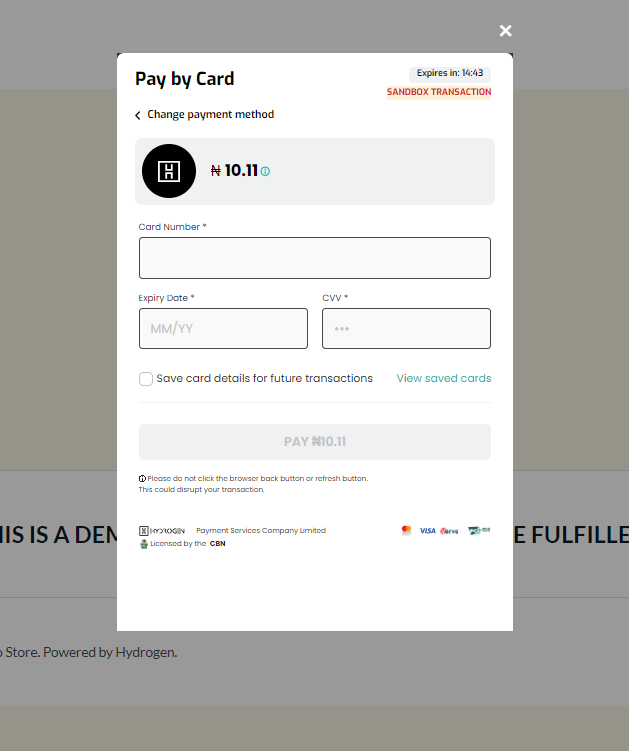 ×
Pay by Card
Expires in: 14:43
SANDBOX TRANSACTION
Change payment method
₦ 10.11
Card Number *
Expiry Date *
CVV *
MM/YY
•••
Save card details for future transactions
View saved cards
PAY ₦10.11
Please do not click the browser back button or refresh button.
This could disrupt your transaction.
HYDROGEN Payment Services Company Limited
VISA Verve
Licensed by the CBN
HIS IS A DEM
E FULFILLE
o Store. Powered by Hydrogen.